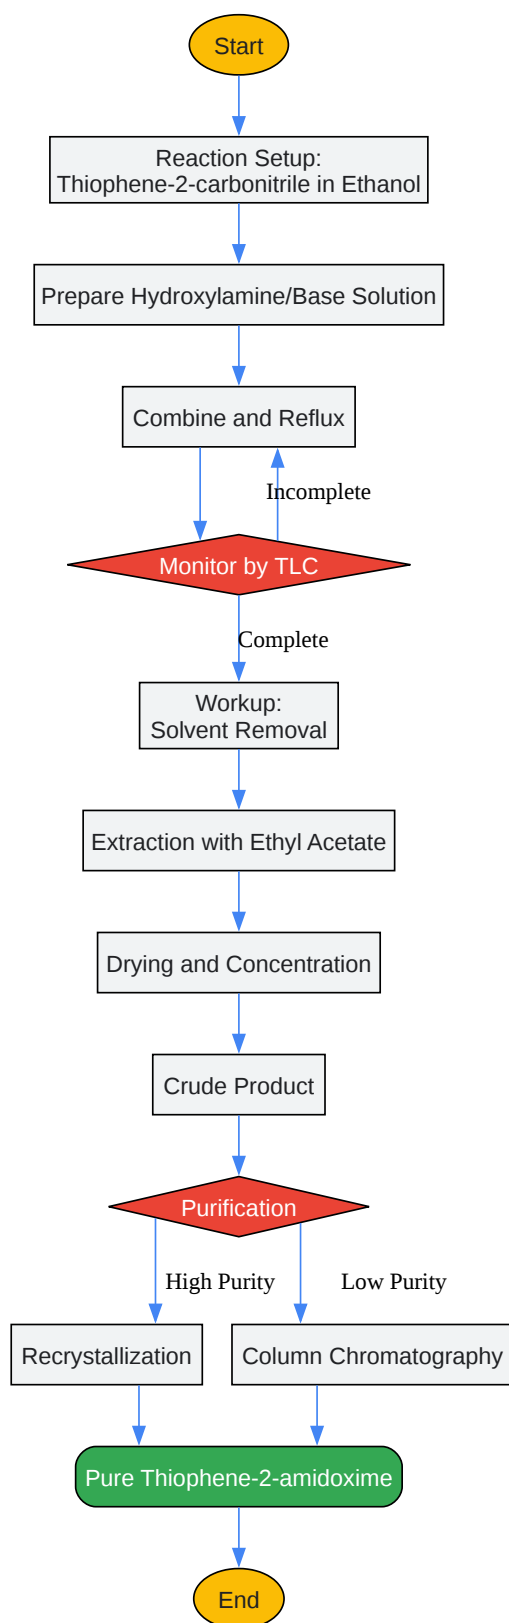 Start
Reaction Setup:
Thiophene-2-carbonitrile in Ethanol
Prepare Hydroxylamine/Base Solution
Combine and Reflux
Incomplete
Monitor by TLC
Complete
Workup:
Solvent Removal
Extraction with Ethyl Acetate
Drying and Concentration
Crude Product
Purification
High Purity
Low Purity
Recrystallization
Column Chromatography
Pure Thiophene-2-amidoxime
End